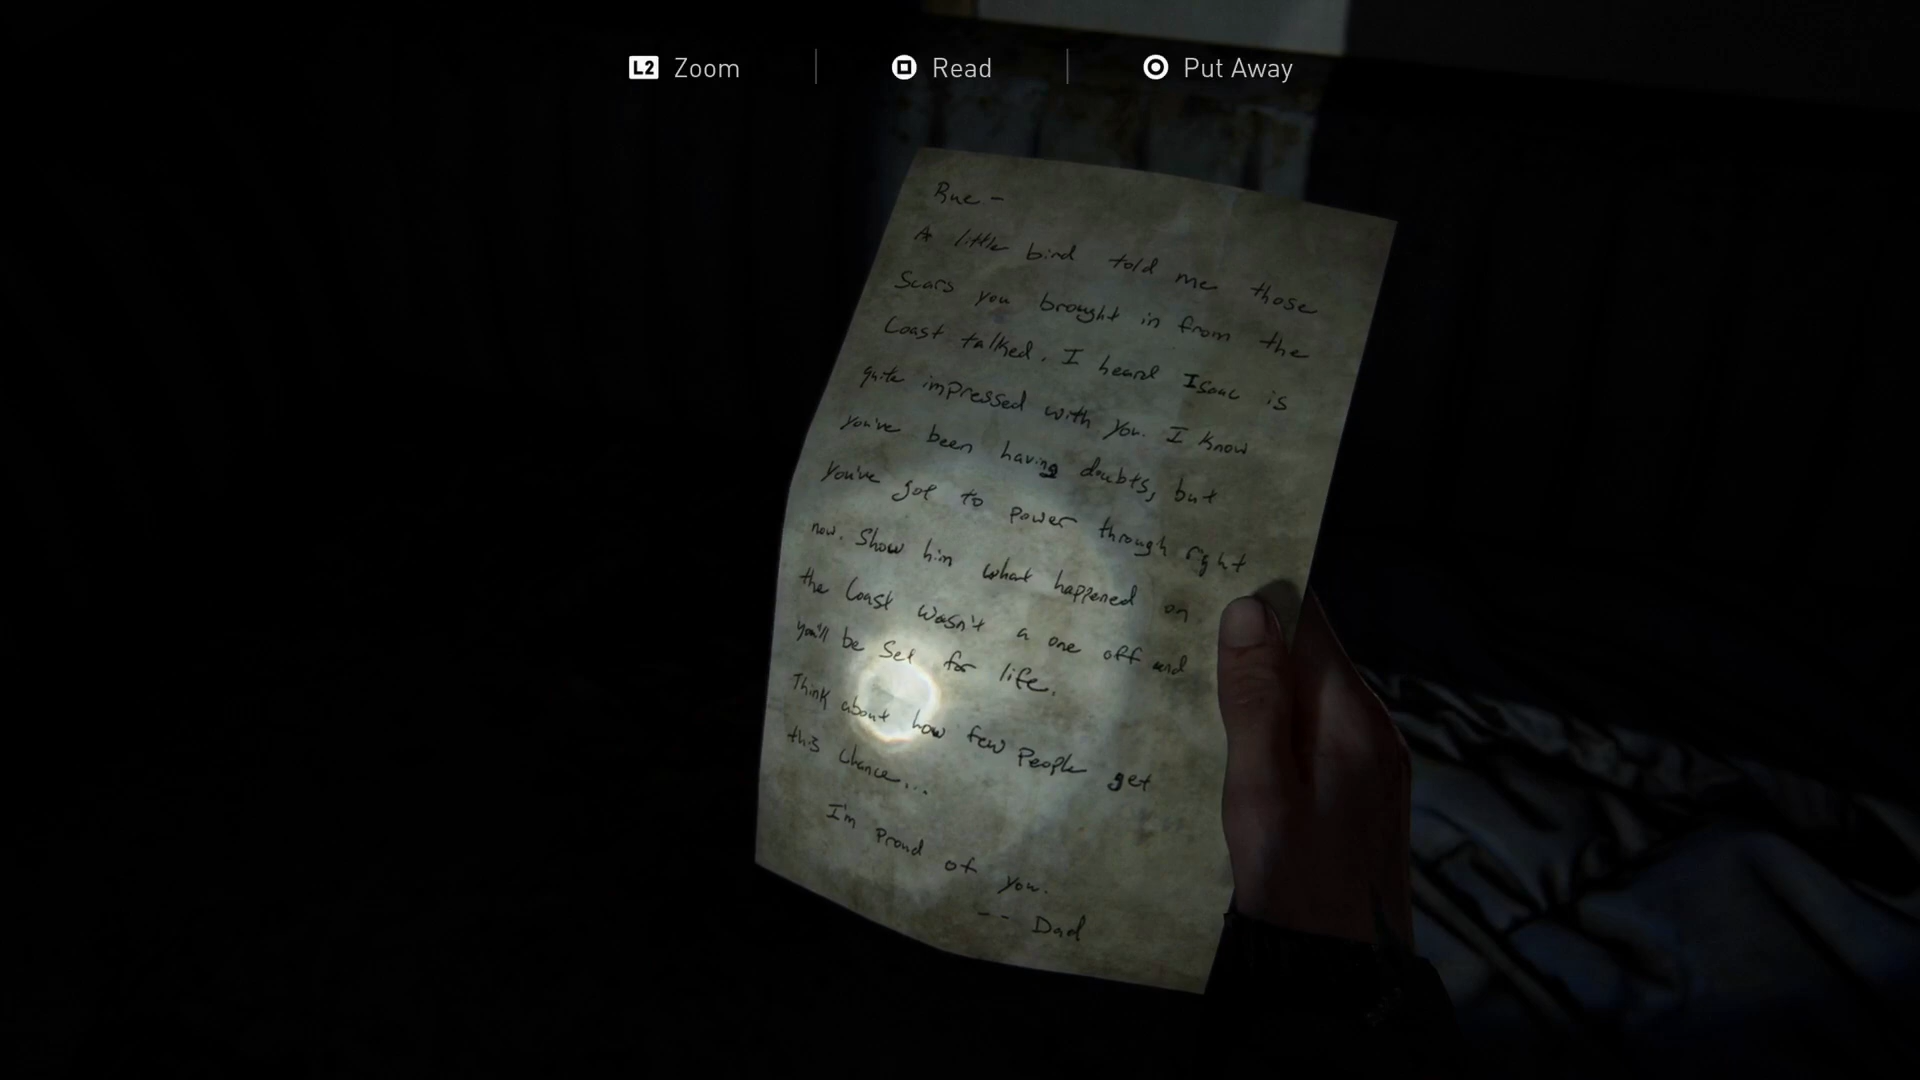 L2 Zoom
Read
Put Away
Rue -
A little bird told me those
Scars you brought in from the
Coast talked. I heard Isaac is
quite impressed with you. I know
you've been having doubts, but
you've got to power through right
now. Show him what happened on
the Coast wasn't a one off and
you'll be set for life.
Think about how few people get
this chance...
I'm proud of you.
-- Dad